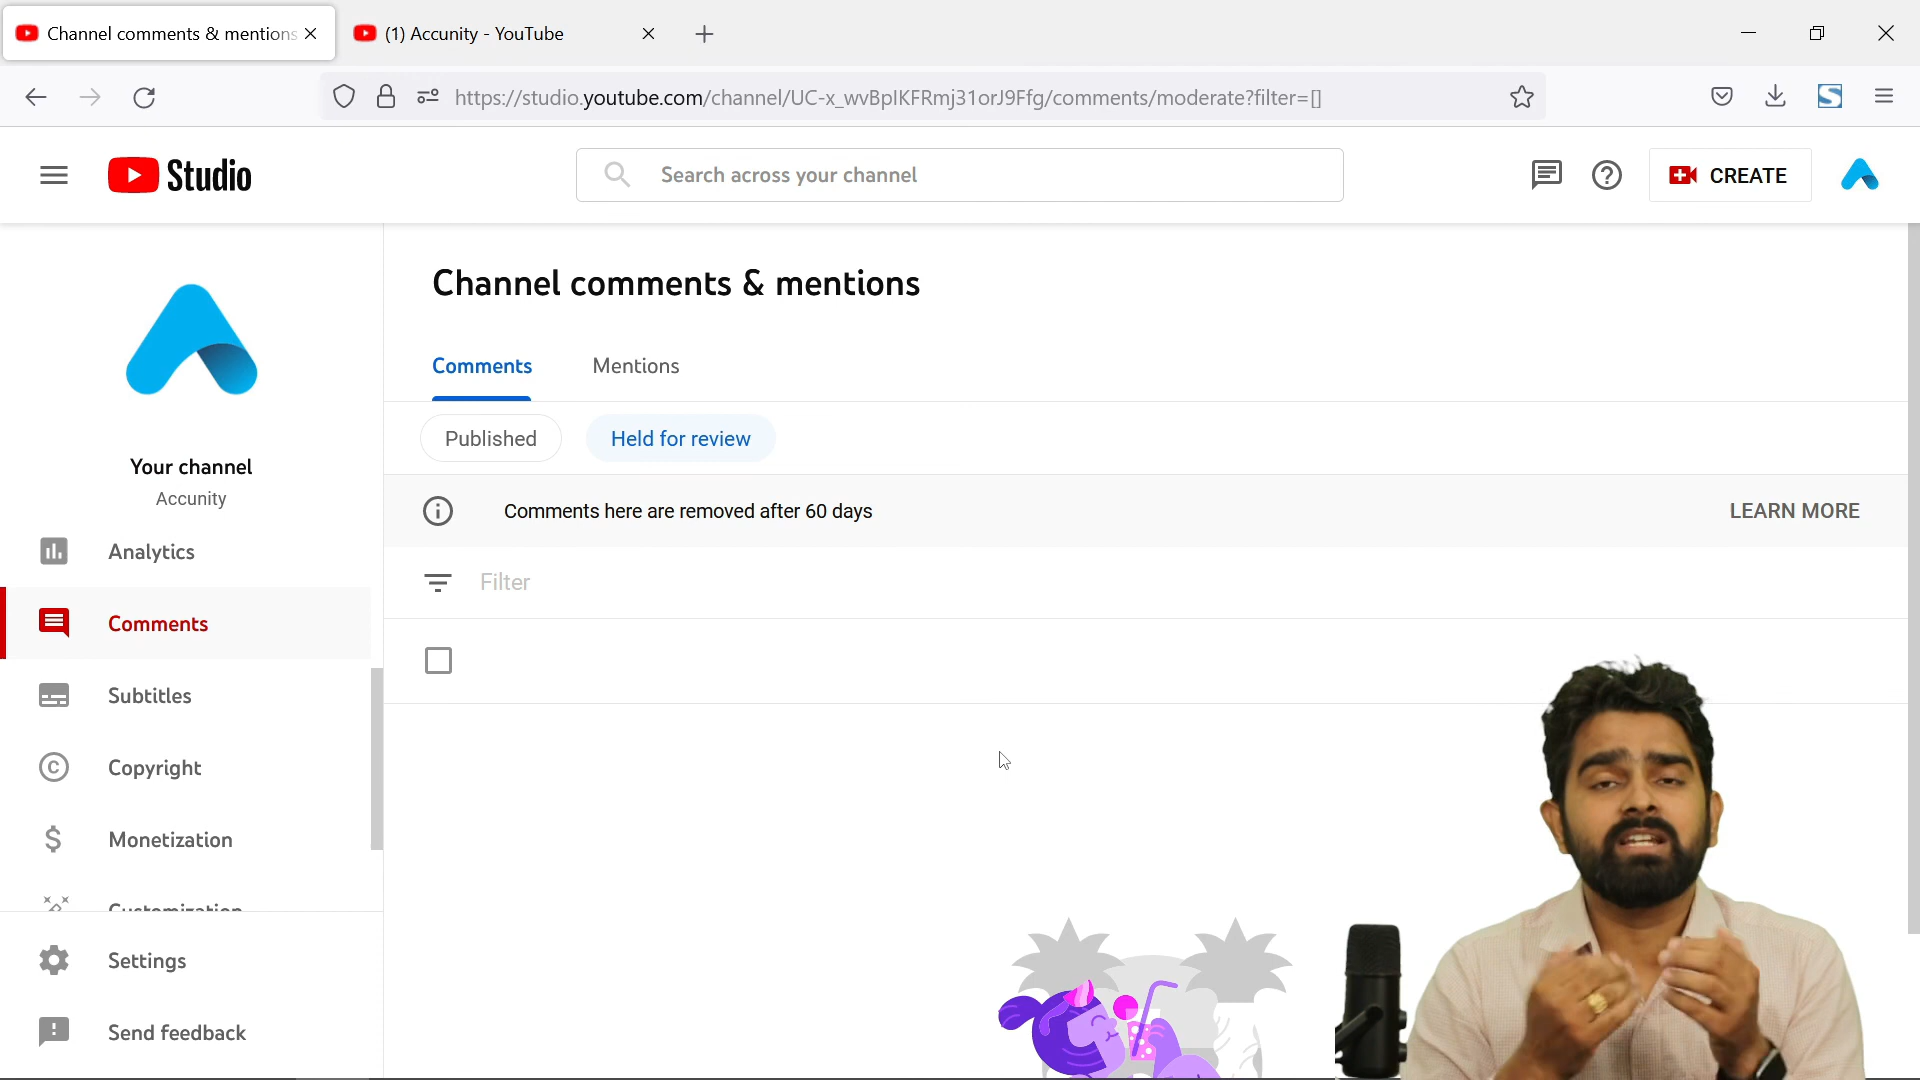 Channel comments & mentions
(1) Accunity - YouTube
https://studio.youtube.com/channel/UC-x_wvBpIKFRmj31orJ9Ffg/comments/moderate?filter=[]
Studio
Search across your channel
CREATE
Your channel
Accunity
Analytics
Comments
Subtitles
Copyright
Monetization
Customization
Settings
Send feedback
Channel comments & mentions
Comments
Mentions
Published
Held for review
Comments here are removed after 60 days
LEARN MORE
Filter